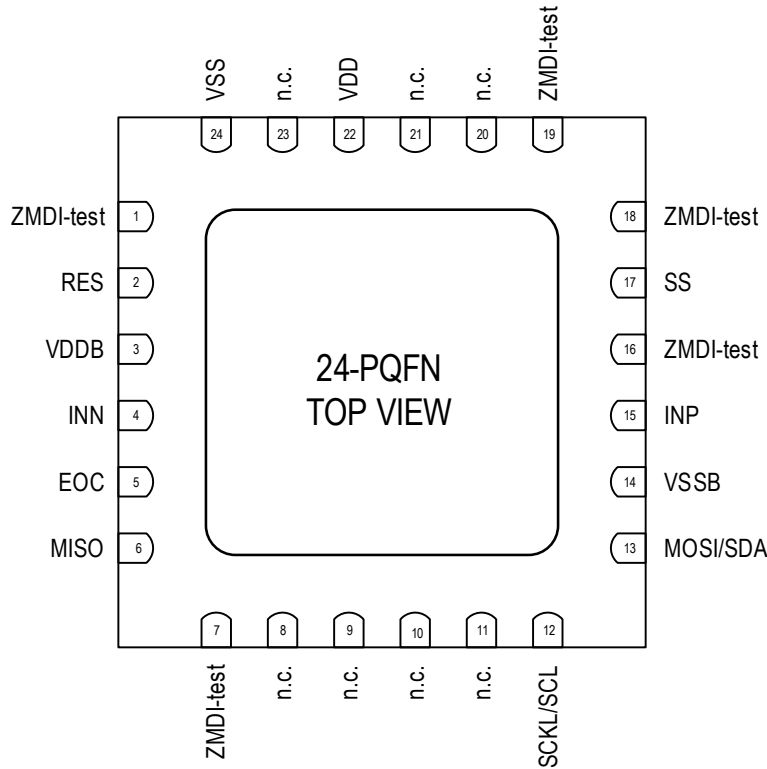 VSS
n.c.
VDD
n.c.
n.c.
ZMDI-test
24
23
22
21
20
19
ZMDI-test
1
18
ZMDI-test
RES
2
17
SS
VDDB
3
16
ZMDI-test
24-PQFN
TOP VIEW
INN
4
15
INP
EOC
5
14
VSSB
MISO
6
13
MOSI/SDA
7
8
9
10
11
12
ZMDI-test
n.c.
n.c.
n.c.
n.c.
SCKL/SCL